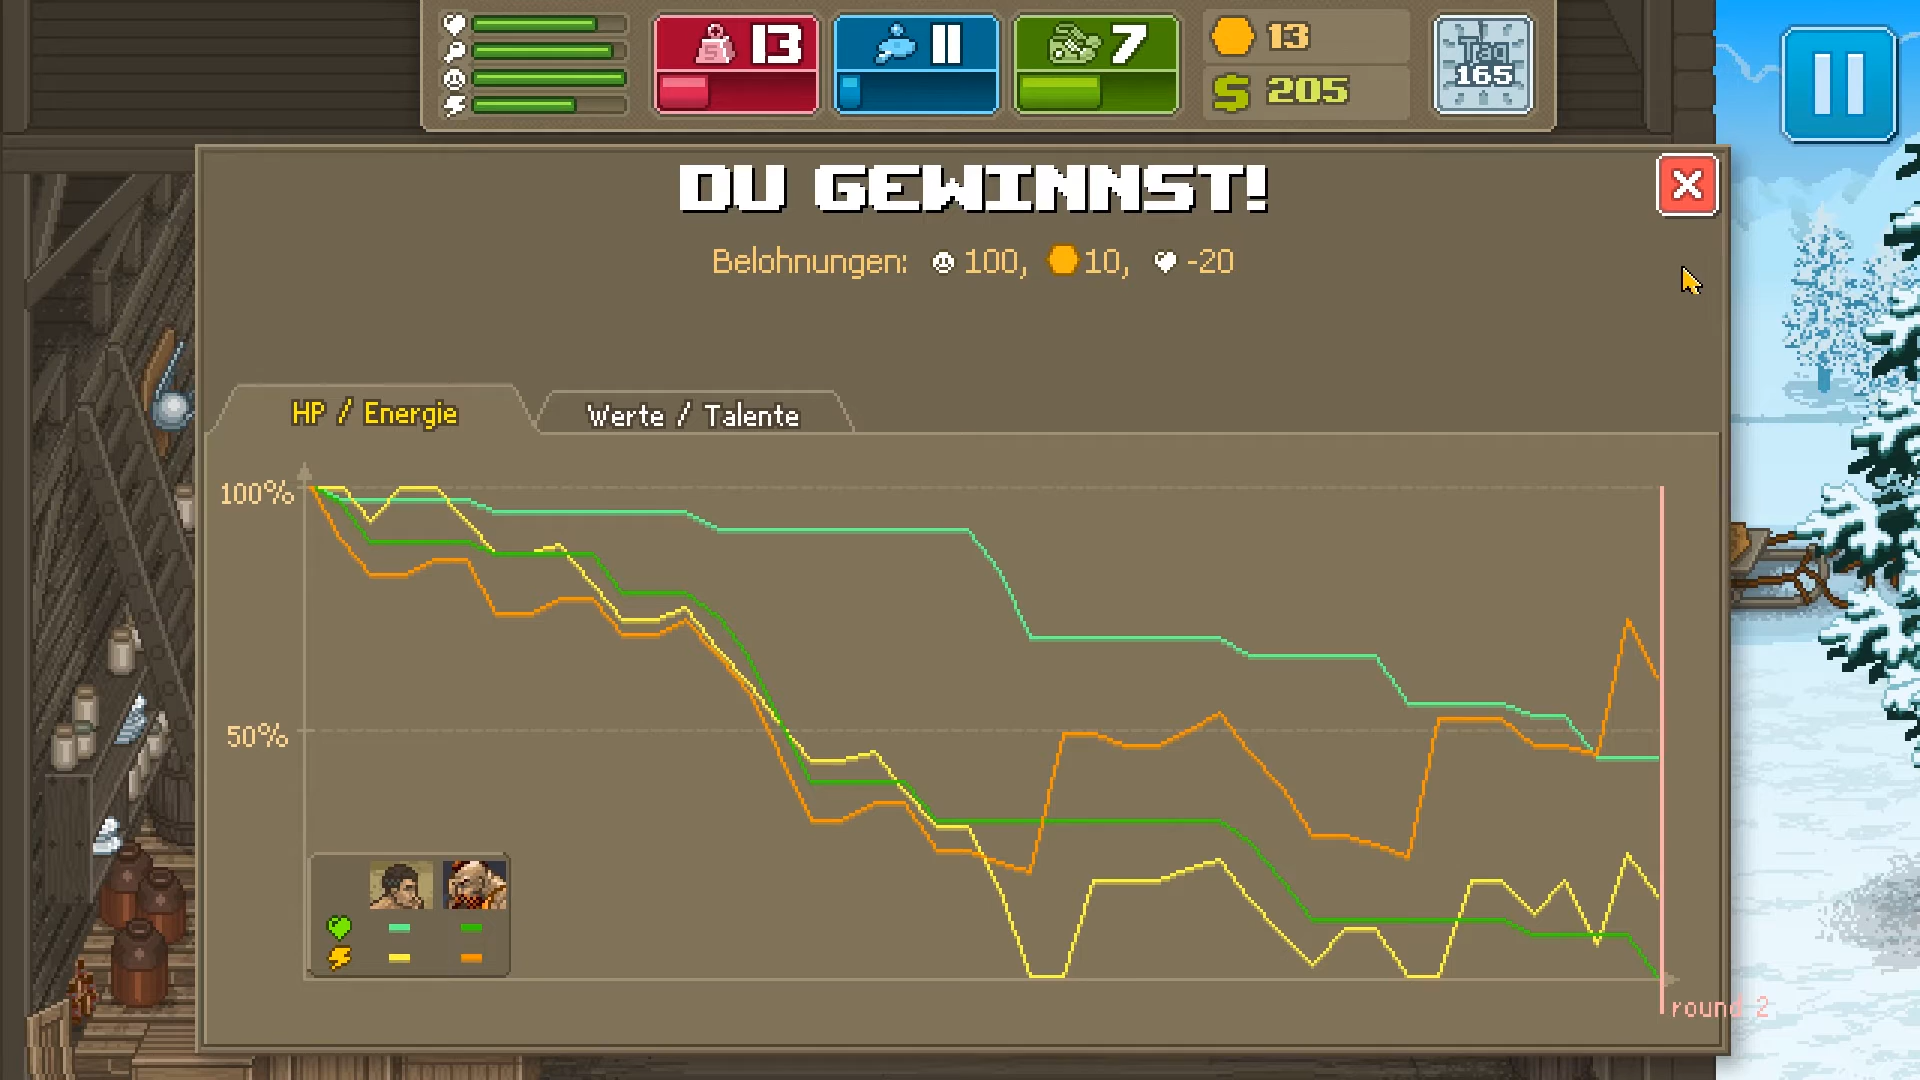 13
11
7
13
205
Tag
165
DU GEWINNST!
Belohnungen: 100, 10, -20
HP / Energie
Werte / Talente
100%
50%
round 2